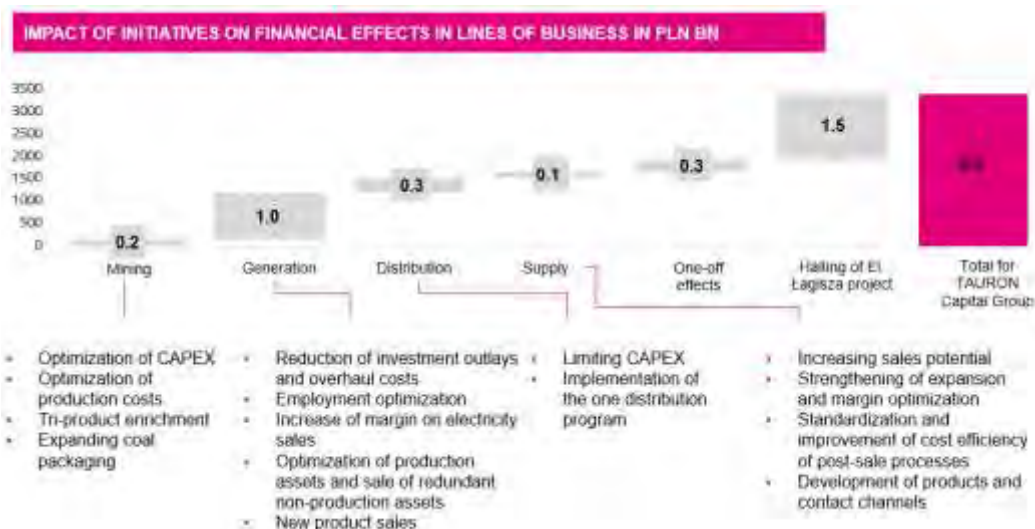 IMPACT OF INITIATIVES ON FINANCIAL EFFECTS IN LINES OF BUSINESS IN PLN BN
3500
3000
2500
2000
1500
1000
500
0
0.2
1.0
0.3
0.1
0.3
1.5
Mining
Generation
Distribution
Supply
One-off
effects
Halting of El.
Łagisza project
Total for
TAURON
Capital Group
• Optimization of CAPEX
• Optimization of
production costs
• Tri-product enrichment
• Expanding coal
packaging
• Reduction of investment outlays
and overhaul costs
• Employment optimization
• Increase of margin on electricity
sales
• Optimization of production
assets and sale of redundant
non-production assets
• New product sales
• Limiting CAPEX
• Implementation of
the one distribution
program
• Increasing sales potential
• Strengthening of expansion
and margin optimization
• Standardization and
improvement of cost efficiency
of post-sale processes
• Development of products and
contact channels